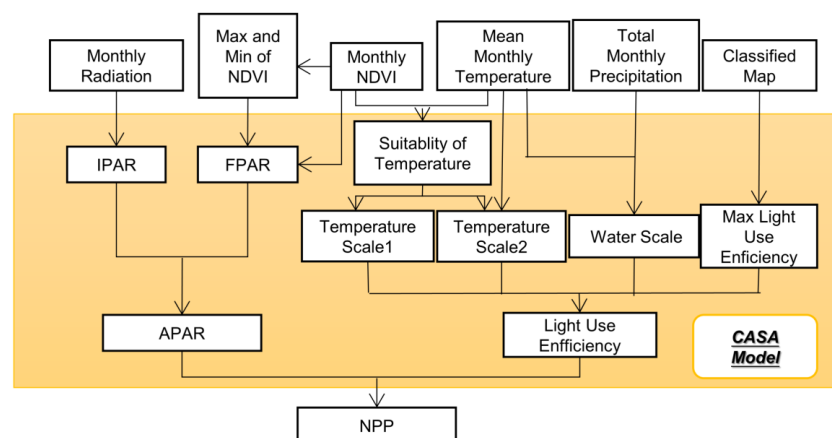 Monthly
Radiation
Max and
Min of
NDVI
Monthly
NDVI
Mean
Monthly
Temperature
Total
Monthly
Precipitation
Classified
Map
IPAR
FPAR
Suitablity of
Temperature
Temperature
Scale1
Temperature
Scale2
Water Scale
Max Light
Use
Enficiency
APAR
Light Use
Enfficiency
CASA
Model
NPP